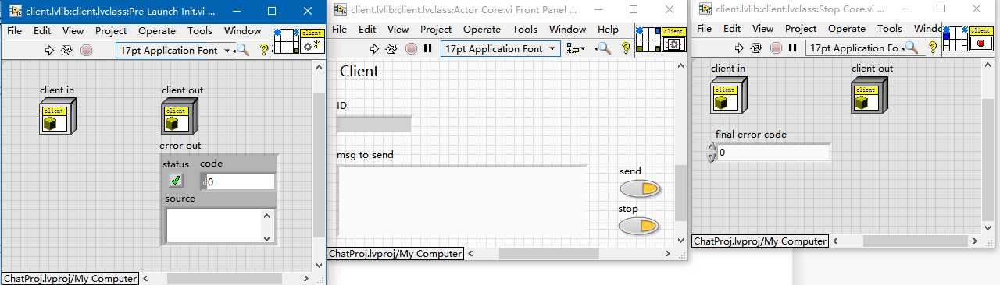 client.lvlib:client.lvclass:Pre Launch Init.vi ...
File Edit View Project Operate Tools Window
client
17pt Application Font
client in
client out
client
client
error out
status
code
d0
source
ChatProj.lvproj/My Computer
client.lvlib:client.lvclass:Actor Core.vi Front Panel ...
File Edit View Project Operate Tools Window Help
client
17pt Application Font
Client
ID
msg to send
send
stop
ChatProj.lvproj/My Computer
client.lvlib:client.lvclass:Stop Core.vi ...
File Edit View Project Operate Tools Windo
client
17pt Application Fo
client in
client out
client
client
final error code
0
ChatProj.lvproj/My Computer